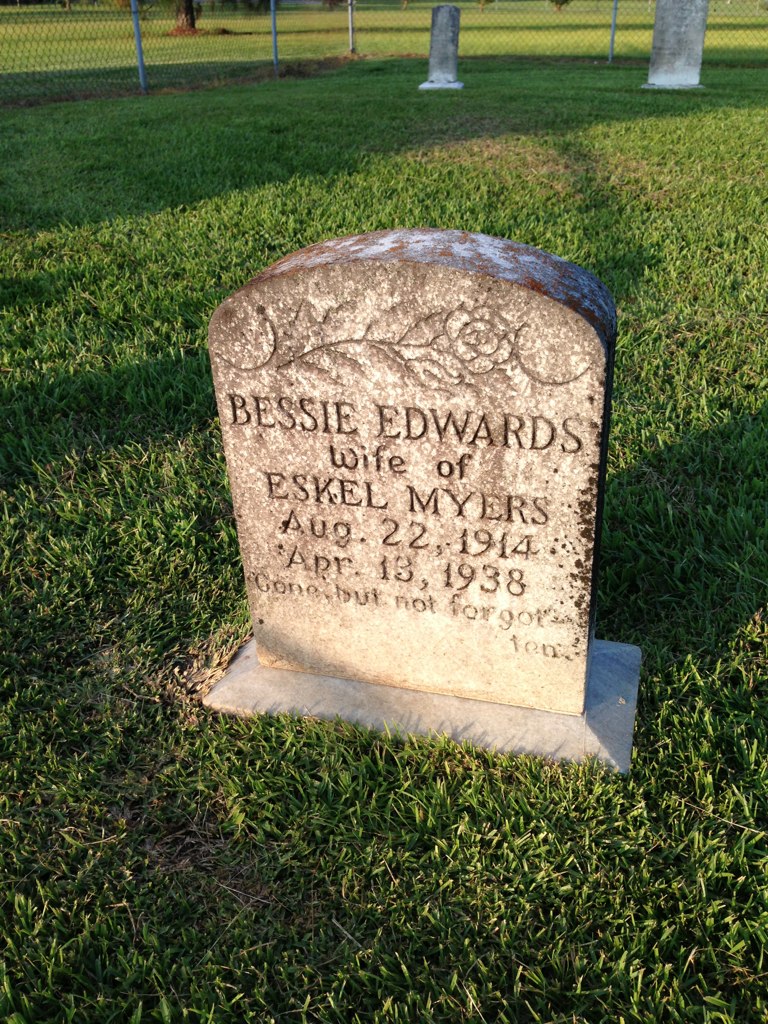 BESSIE EDWARDS
Wife of
ESKEL MYERS
Aug. 22, 1914
Apr. 13, 1938
Gone, but not forgot-
ten.